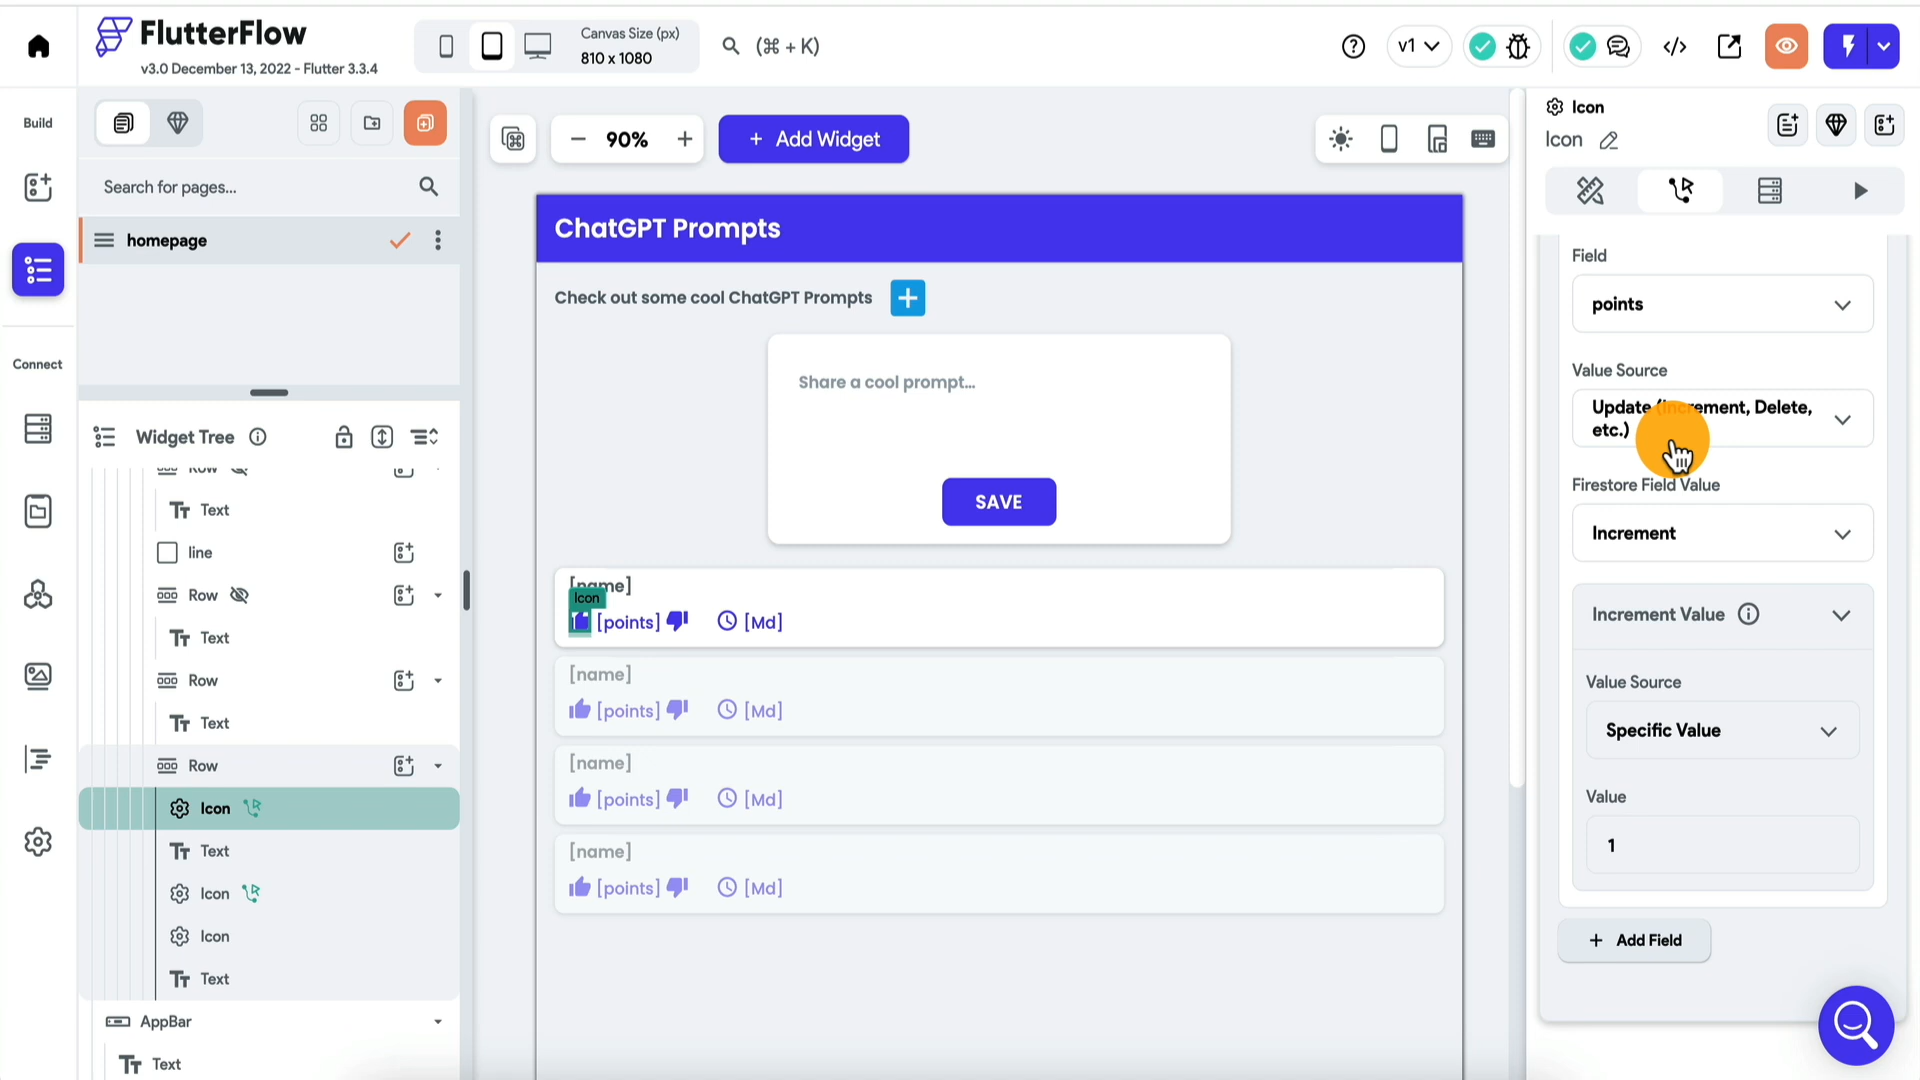 FlutterFlow
v3.0 December 13, 2022 - Flutter 3.3.4
Canvas Size (px)
810 x 1080
(⌘ + K)
v1
Build
Search for pages...
homepage
Connect
Widget Tree
Row
Text
line
Row
Text
Row
Text
Row
Icon
Text
Icon
Icon
Text
AppBar
Text
90%
+ Add Widget
ChatGPT Prompts
Check out some cool ChatGPT Prompts
Share a cool prompt...
SAVE
[name]
Icon
[points]
[Md]
[name]
[points]
[Md]
[name]
[points]
[Md]
[name]
[points]
[Md]
Icon
Icon
Field
points
Value Source
Update (Increment, Delete,
etc.)
Firestore Field Value
Increment
Increment Value
Value Source
Specific Value
Value
1
+ Add Field